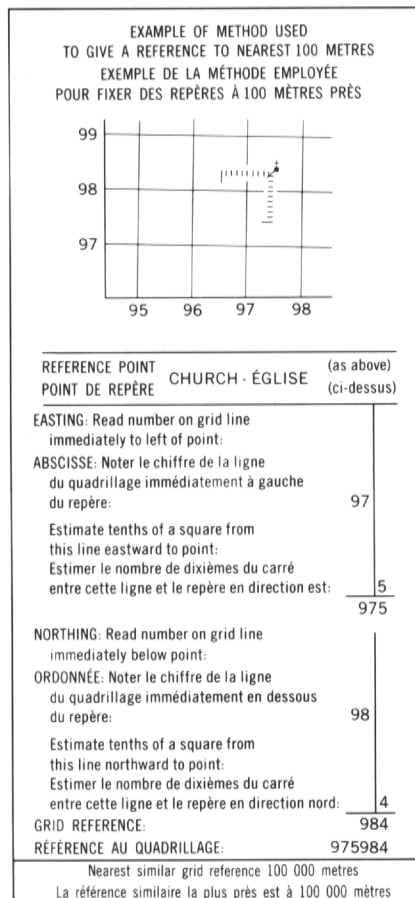 EXAMPLE OF METHOD USED
TO GIVE A REFERENCE TO NEAREST 100 METRES
EXEMPLE DE LA MÉTHODE EMPLOYÉE
POUR FIXER DES REPÈRES À 100 MÈTRES PRÈS
99
98
97
95 96 97 98
REFERENCE POINT
POINT DE REPÈRE
CHURCH - ÉGLISE
(as above)
(ci-dessus)
EASTING: Read number on grid line
immediately to left of point:
ABSCISSE: Noter le chiffre de la ligne
du quadrillage immédiatement à gauche
du repère: 97
Estimate tenths of a square from
this line eastward to point:
Estimer le nombre de dixièmes du carré
entre cette ligne et le repère en direction est: 5
975
NORTHING: Read number on grid line
immediately below point:
ORDONNÉE: Noter le chiffre de la ligne
du quadrillage immédiatement en dessous
du repère: 98
Estimate tenths of a square from
this line northward to point:
Estimer le nombre de dixièmes du carré
entre cette ligne et le repère en direction nord: 4
GRID REFERENCE: 984
RÉFÉRENCE AU QUADRILLAGE: 975984
Nearest similar grid reference 100 000 metres
La référence similaire la plus près est à 100 000 mètres